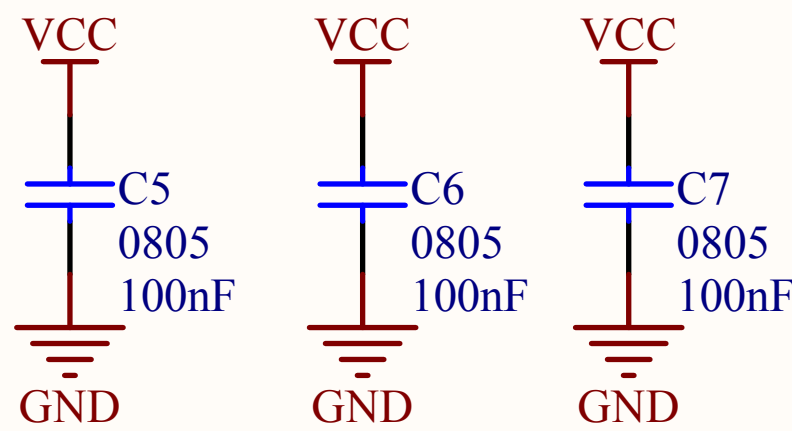 VCC VCC VCC
C5 C6 C7
0805 0805 0805
100nF 100nF 100nF
GND GND GND